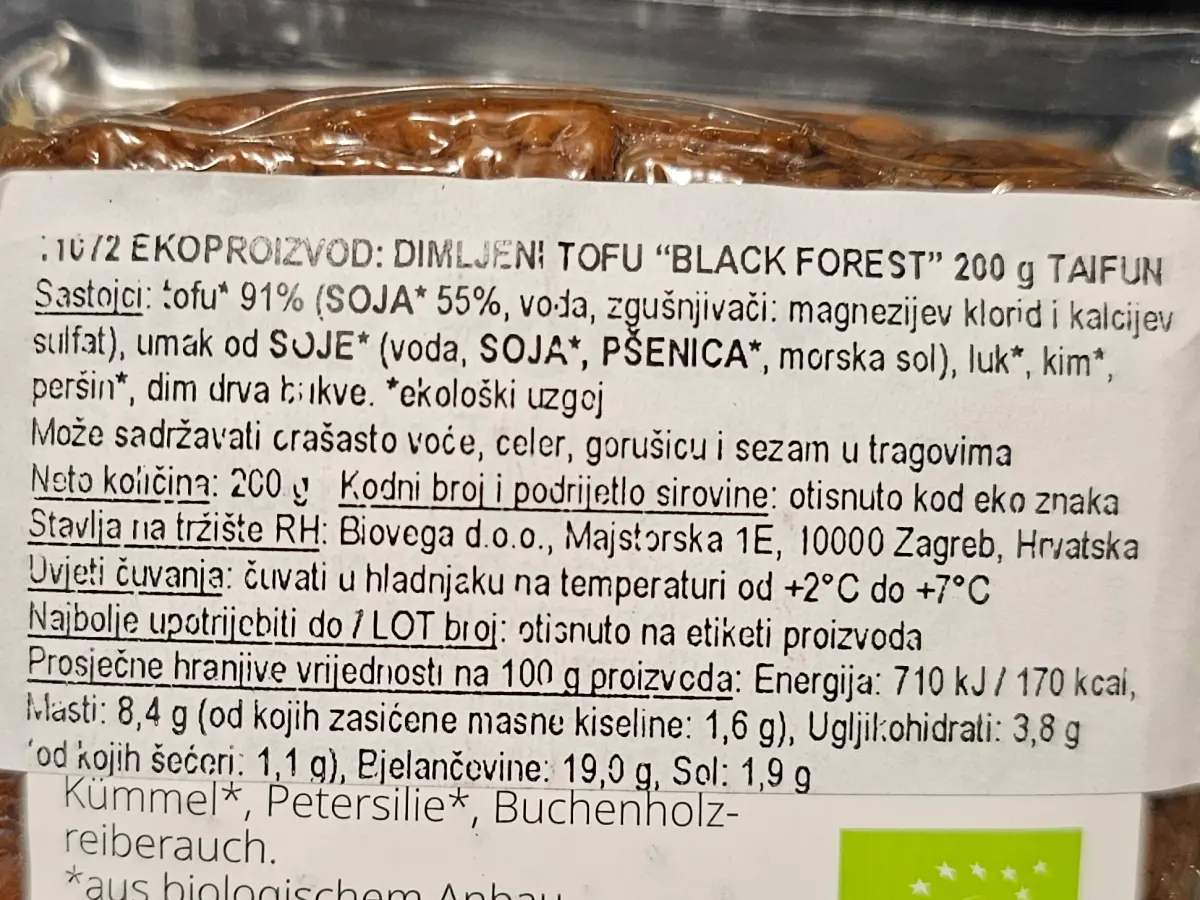 11072 EKOPROIZVOD: DIMLJENI TOFU “BLACK FOREST” 200 g TAIFUN
Sastojci: tofu* 91% (SOJA* 55%, voda, zgušnjivači: magnezijev klorid i kalcijev
sulfat), umak od SOJE* (voda, SOJA*, PŠENICA*, morska sol), luk*, kim*,
peršin*, dim drva bukve. *ekološki uzgoj
Može sadržavati orašasto voće, celer, gorušicu i sezam u tragovima
Neto količina: 200 g Kodni broj i podrijetlo sirovine: otisnuto kod eko znaka
Stavlja na tržište RH: Biovega d.o.o., Majstorska 1E, 10000 Zagreb, Hrvatska
Uvjeti čuvanja: čuvati u hladnjaku na temperaturi od +2°C do +7°C
Najbolje upotrijebiti do / LOT broj: otisnuto na etiketi proizvoda
Prosječne hranjive vrijednosti na 100 g proizvoda: Energija: 710 kJ / 170 kcal,
Masti: 8,4 g (od kojih zasićene masne kiseline: 1,6 g), Ugljikohidrati: 3,8 g
(od kojih šećeri: 1,1 g), Bjelančevine: 19,0 g, Sol: 1,9 g
Kümmel*, Petersilie*, Buchenholz-
reiberauch.
*aus biologischem Anbau